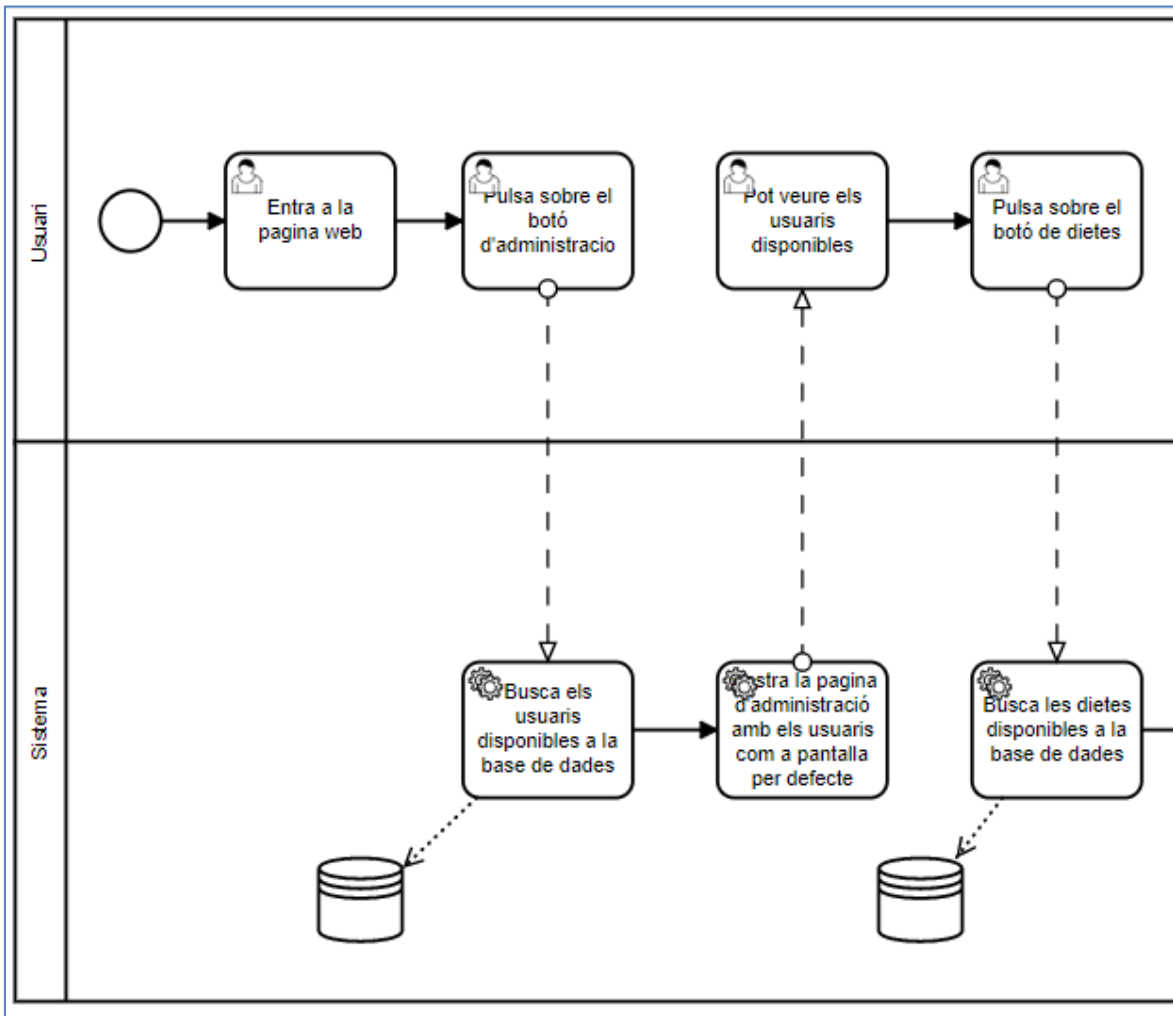 Usuari
Entra a la
pagina web
Pulsa sobre el
botó
d'administracio
Pot veure els
usuaris
disponibles
Pulsa sobre el
botó de dietes
Sistema
Busca els
usuaris
disponibles a la
base de dades
la pagina
d'administració
amb els usuaris
com a pantalla
per defecte
Busca les dietes
disponibles a la
base de dades